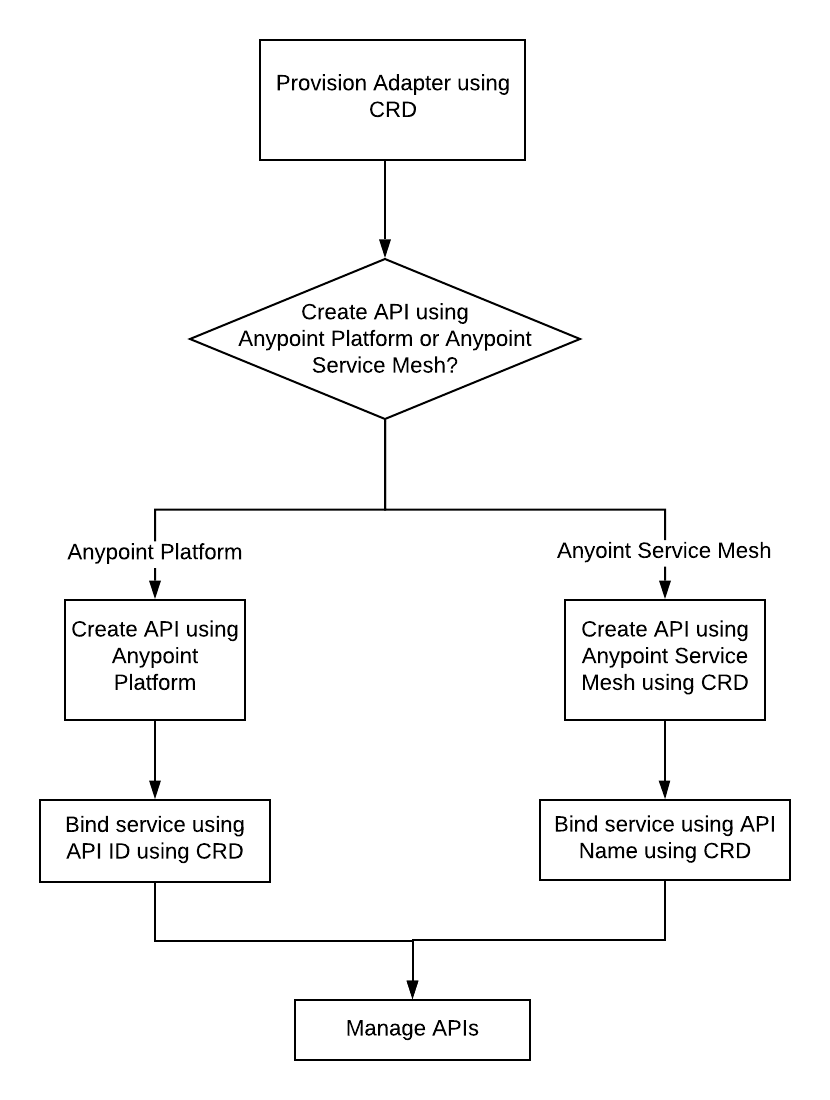 Provision Adapter using
CRD
Create API using
Anypoint Platform or Anypoint
Service Mesh?
Anypoint Platform
Anyoint Service Mesh
Create API using
Anypoint
Platform
Create API using
Anypoint Service
Mesh using CRD
Bind service using
API ID using CRD
Bind service using API
Name using CRD
Manage APIs